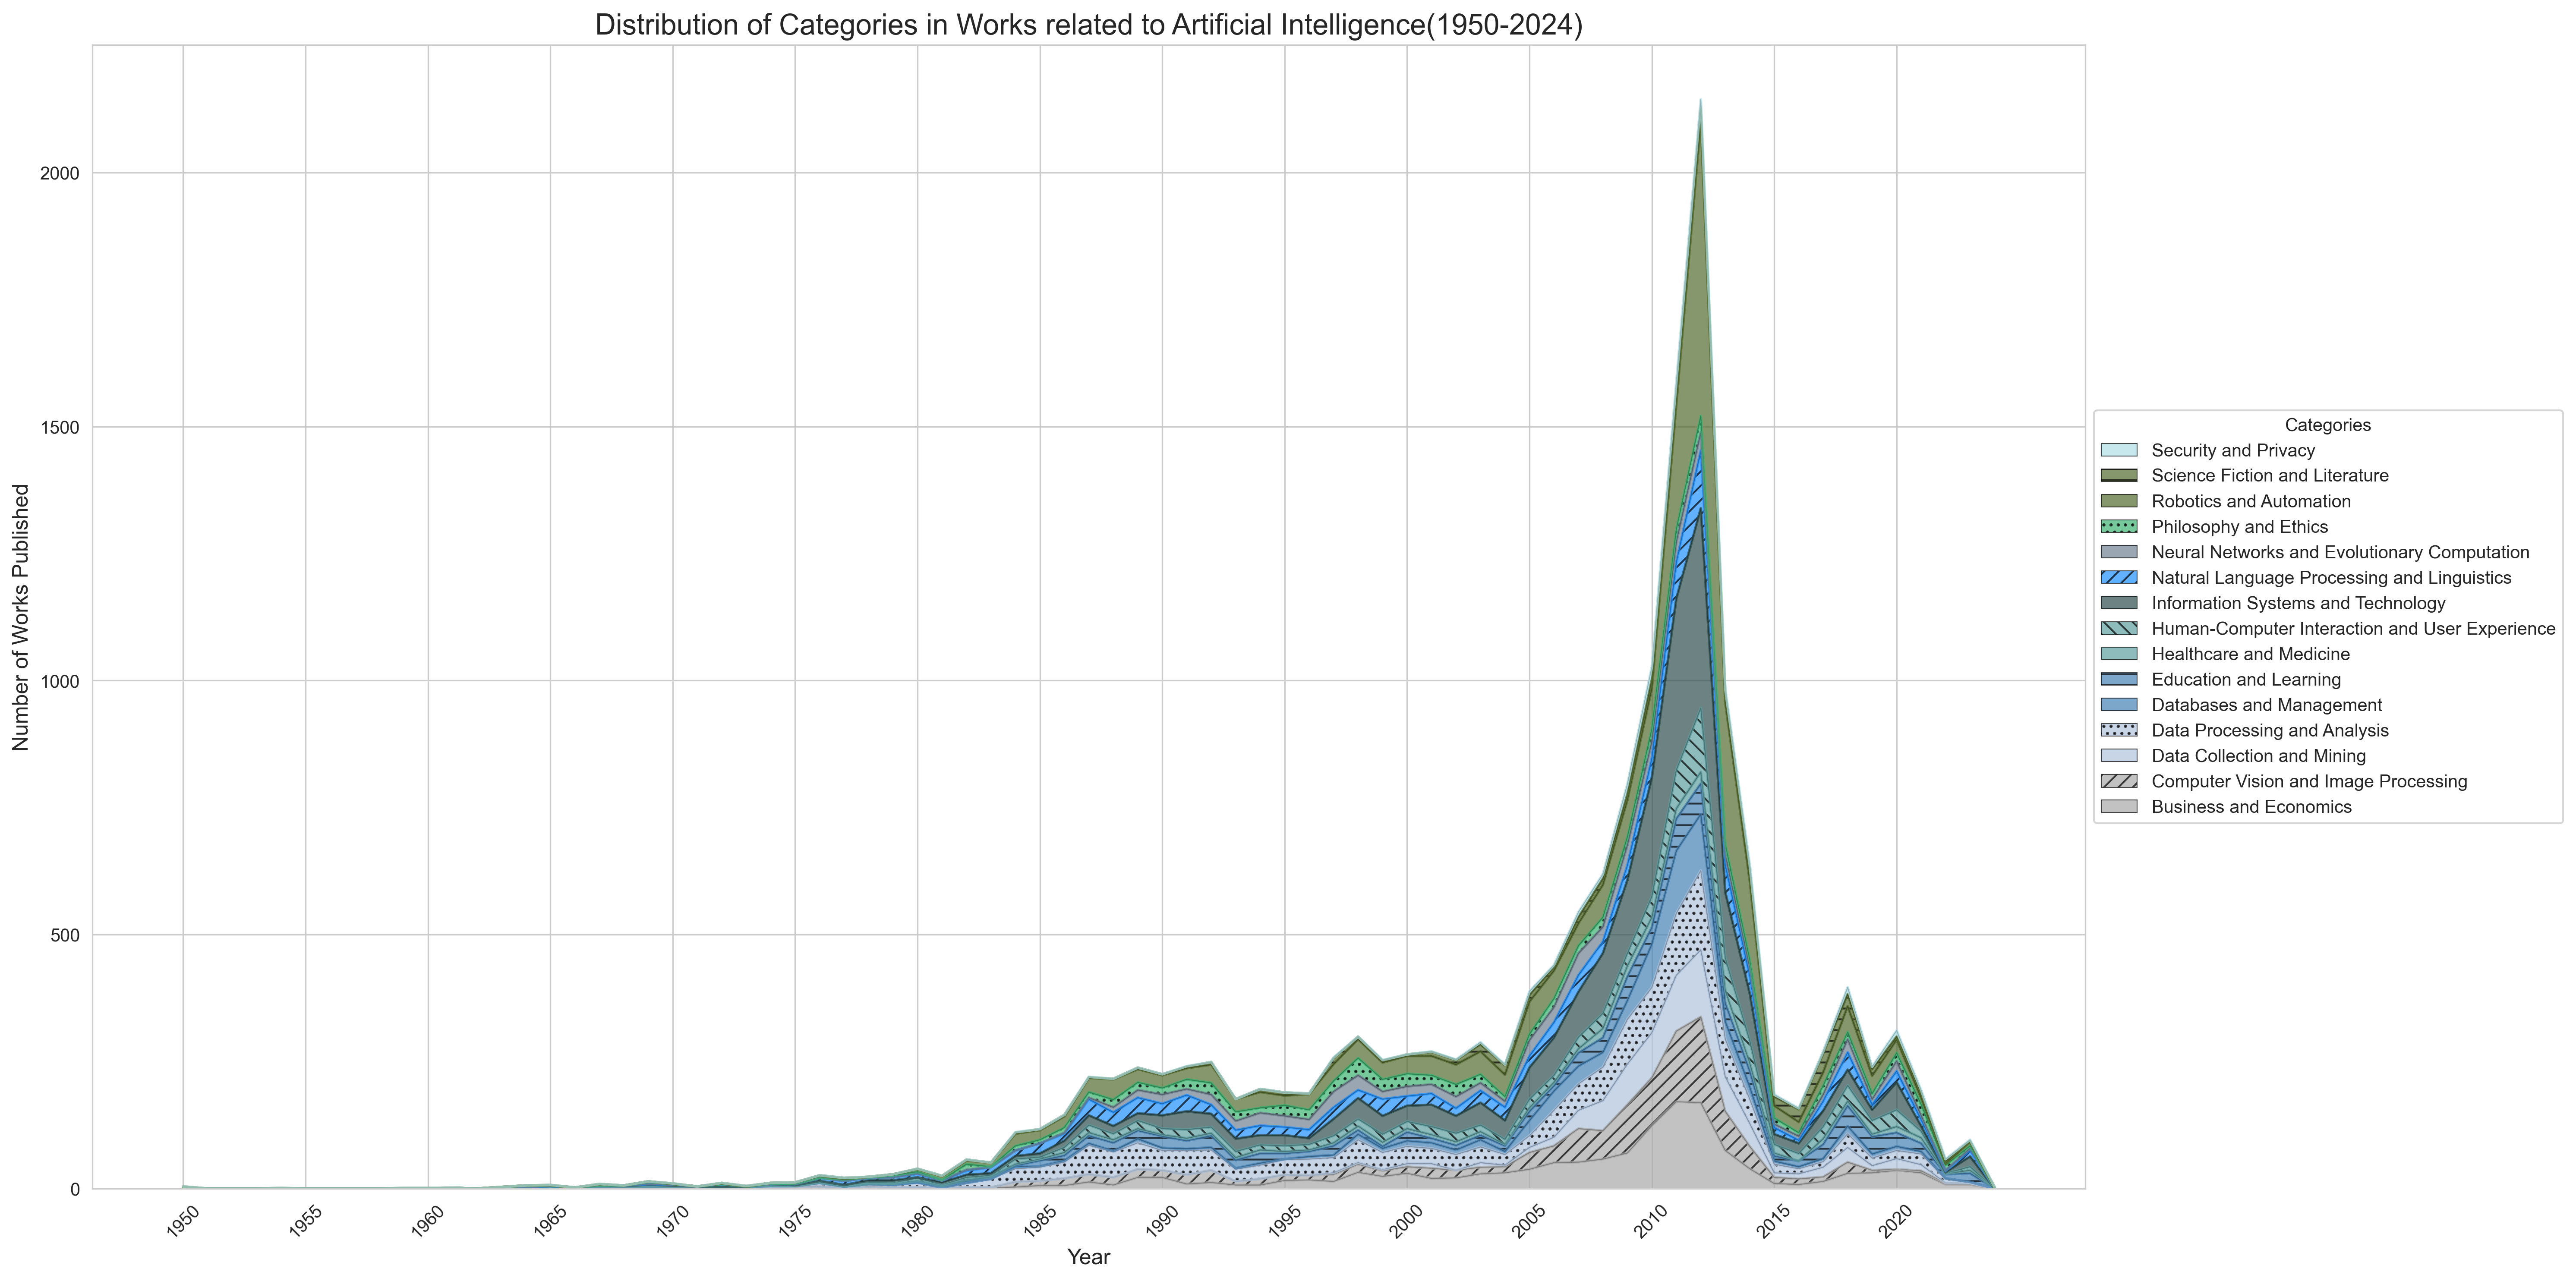 Distribution of Categories in Works related to Artificial Intelligence(1950-2024)
Number of Works Published
2000
1500
1000
500
0
1950
1955
1960
1965
1970
1975
1980
1985
1990
1995
2000
2005
2010
2015
2020
Year
Categories
Security and Privacy
Science Fiction and Literature
Robotics and Automation
Philosophy and Ethics
Neural Networks and Evolutionary Computation
Natural Language Processing and Linguistics
Information Systems and Technology
Human-Computer Interaction and User Experience
Healthcare and Medicine
Education and Learning
Databases and Management
Data Processing and Analysis
Data Collection and Mining
Computer Vision and Image Processing
Business and Economics